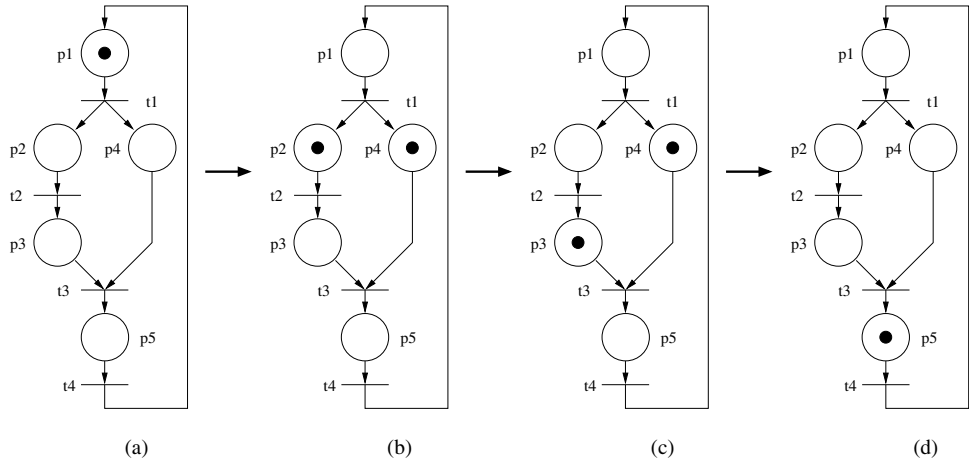 p1 p1 p1 p1
t1 t1 t1 t1
p2 p4 p2 p4 p2 p4 p2 p4
t2 t2 t2 t2
p3 p3 p3 p3
t3 t3 t3 t3
p5 p5 p5 p5
t4 t4 t4 t4
(a) (b) (c) (d)